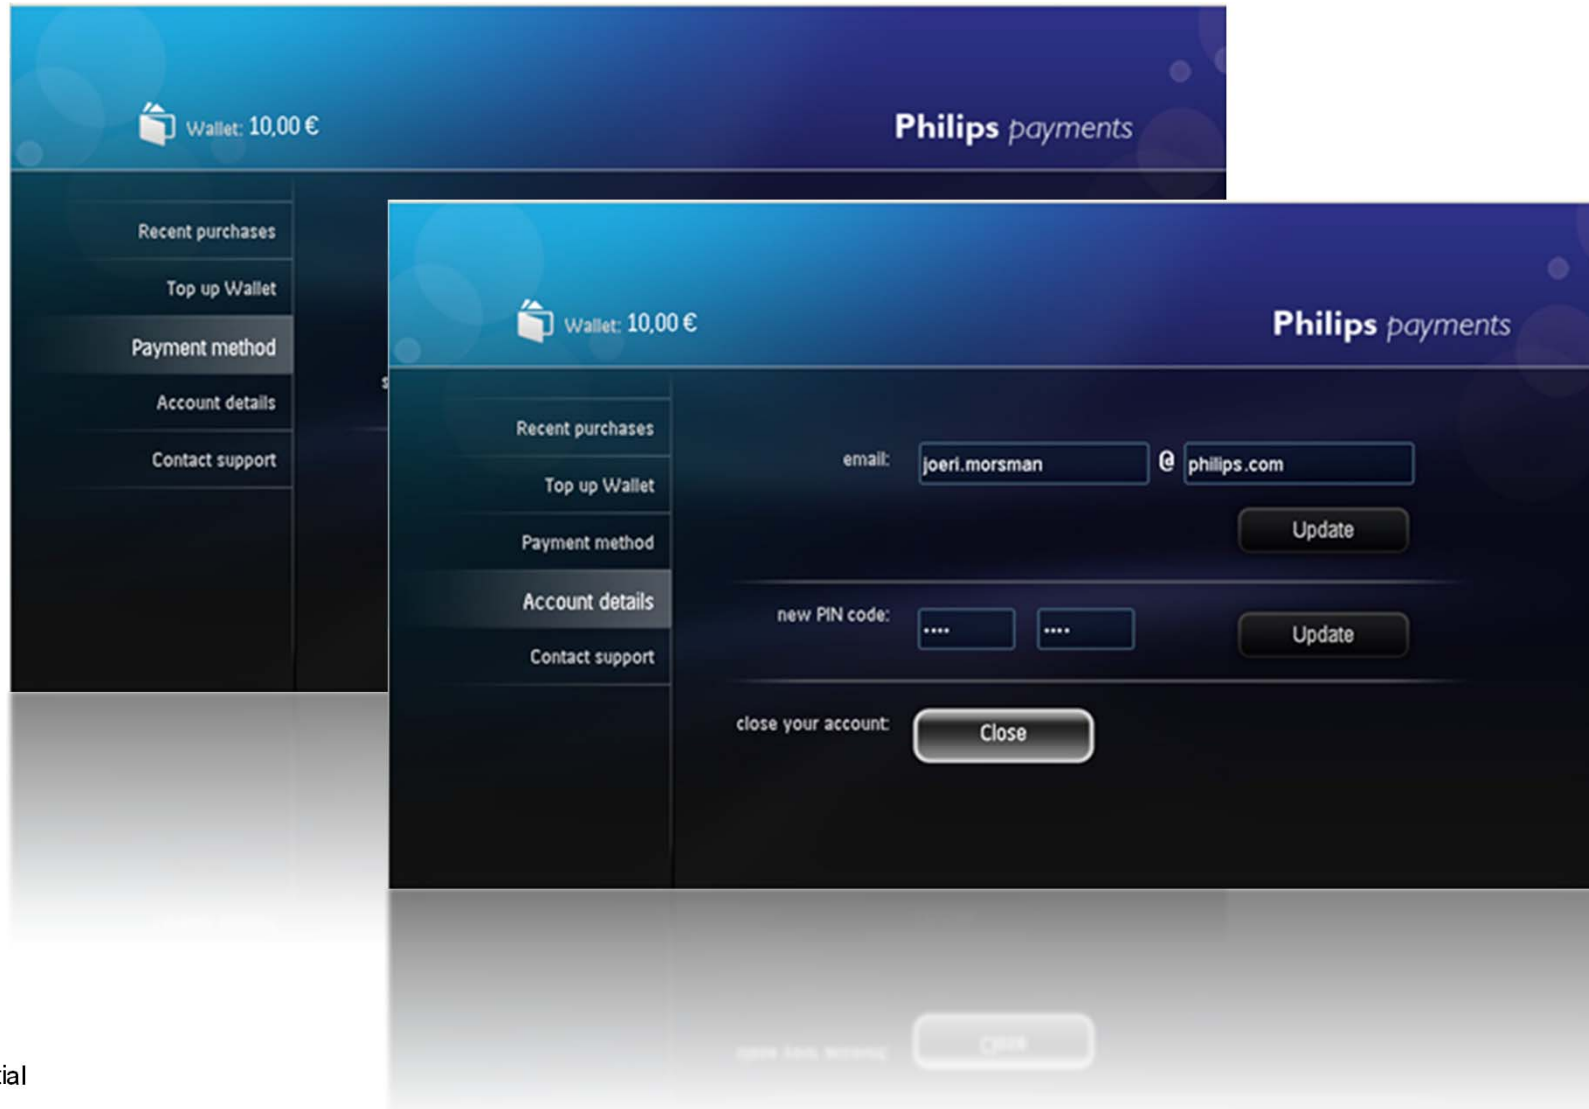 Wallet: 10,00 €
Philips payments
Recent purchases
Top up Wallet
Payment method
Account details
Contact support
Wallet: 10,00 €
Philips payments
Recent purchases
Top up Wallet
Payment method
Account details
Contact support
email: joeri.morsman @ philips.com
Update
new PIN code: •••• •••• Update
close your account: Close